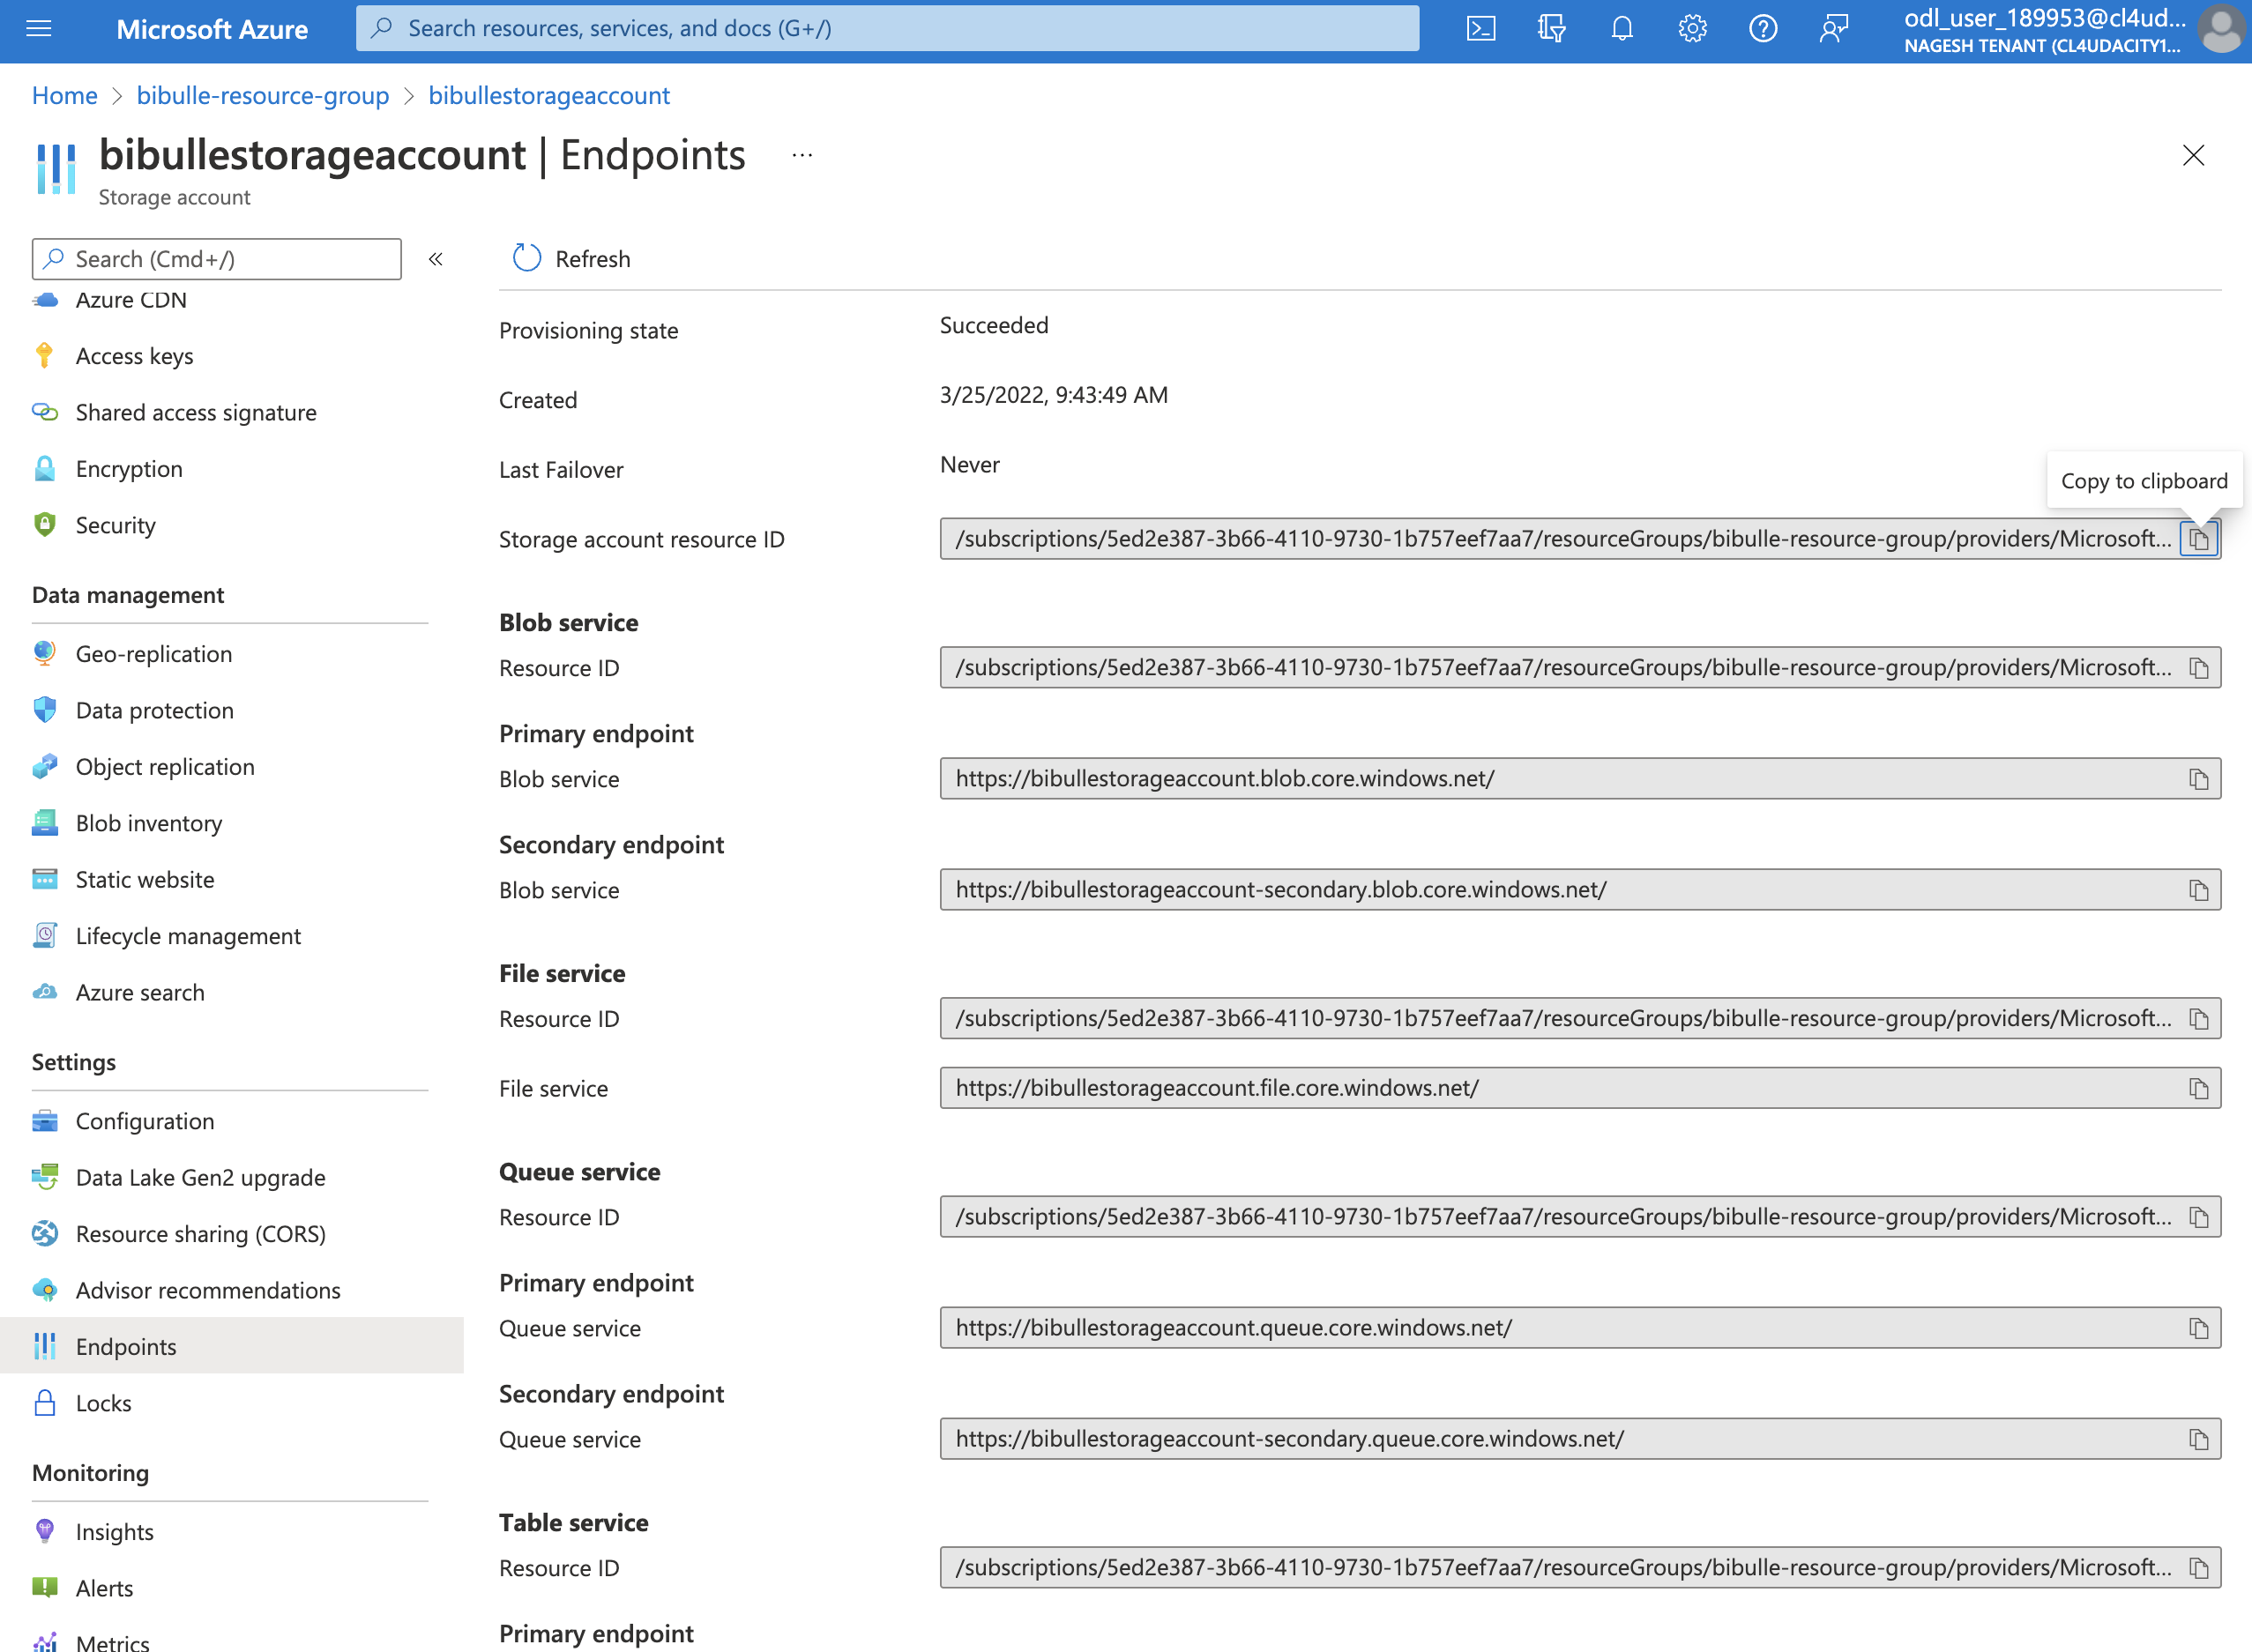 Microsoft Azure
Search resources, services, and docs (G+/)
odl_user_189953@cl4ud...
NAGESH TENANT (CL4UDACITY1...
Home > bibulle-resource-group > bibullestorageaccount
bibullestorageaccount | Endpoints ...
Storage account
Search (Cmd+/)
«
Azure CDN
Access keys
Shared access signature
Encryption
Security
Data management
Geo-replication
Data protection
Object replication
Blob inventory
Static website
Lifecycle management
Azure search
Settings
Configuration
Data Lake Gen2 upgrade
Resource sharing (CORS)
Advisor recommendations
Endpoints
Locks
Monitoring
Insights
Alerts
Metrics
Refresh
Provisioning state
Succeeded
Created
3/25/2022, 9:43:49 AM
Last Failover
Never
Copy to clipboard
Storage account resource ID
/subscriptions/5ed2e387-3b66-4110-9730-1b757eef7aa7/resourceGroups/bibulle-resource-group/providers/Microsoft...
Blob service
Resource ID
/subscriptions/5ed2e387-3b66-4110-9730-1b757eef7aa7/resourceGroups/bibulle-resource-group/providers/Microsoft...
Primary endpoint
Blob service
https://bibullestorageaccount.blob.core.windows.net/
Secondary endpoint
Blob service
https://bibullestorageaccount-secondary.blob.core.windows.net/
File service
Resource ID
/subscriptions/5ed2e387-3b66-4110-9730-1b757eef7aa7/resourceGroups/bibulle-resource-group/providers/Microsoft...
File service
https://bibullestorageaccount.file.core.windows.net/
Queue service
Resource ID
/subscriptions/5ed2e387-3b66-4110-9730-1b757eef7aa7/resourceGroups/bibulle-resource-group/providers/Microsoft...
Primary endpoint
Queue service
https://bibullestorageaccount.queue.core.windows.net/
Secondary endpoint
Queue service
https://bibullestorageaccount-secondary.queue.core.windows.net/
Table service
Resource ID
/subscriptions/5ed2e387-3b66-4110-9730-1b757eef7aa7/resourceGroups/bibulle-resource-group/providers/Microsoft...
Primary endpoint